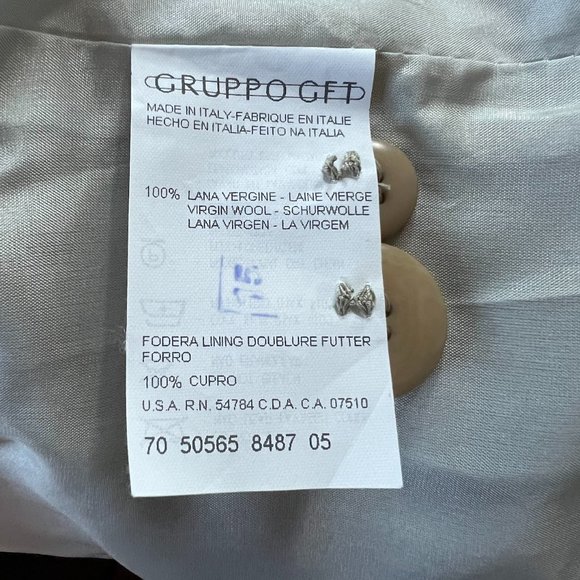 GRUPPO GFT
MADE IN ITALY-FABRIQUE EN ITALIE
HECHO EN ITALIA-FEITO NA ITALIA
100% LANA VERGINE - LAINE VIERGE
VIRGIN WOOL - SCHURWOLLE
LANA VIRGEN - LA VIRGEM
15
FODERA LINING DOUBLURE FUTTER
FORRO
100% CUPRO
U.S.A. R.N. 54784 C.D.A. C.A. 07510
70 50565 8487 05